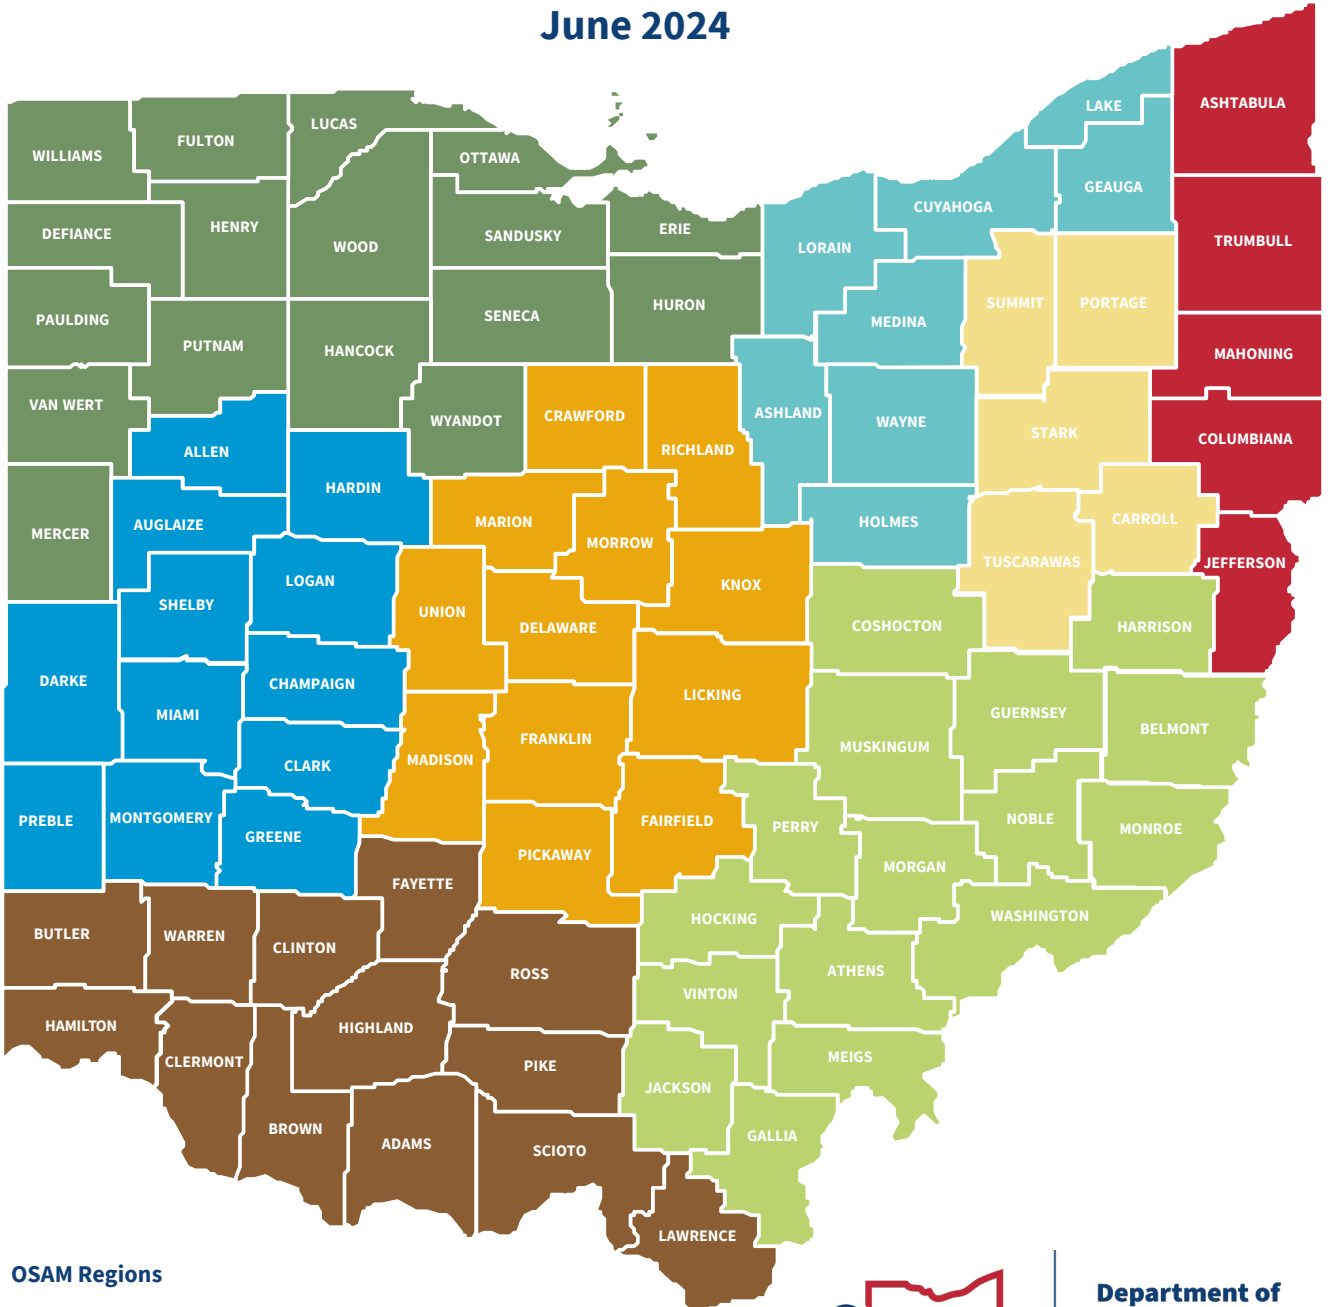 June 2024
LAKE
ASHTABULA
LUCAS
FULTON
WILLIAMS
OTTAWA
GEAUGA
CUYAHOGA
HENRY
DEFIANCE
ERIE
SANDUSKY
WOOD
LORAIN
TRUMBULL
SUMMIT
PORTAGE
HURON
SENECA
PAULDING
MEDINA
PUTNAM
HANCOCK
MAHONING
VAN WERT
WYANDOT
CRAWFORD
ASHLAND
WAYNE
STARK
COLUMBIANA
ALLEN
RICHLAND
HARDIN
MERCER
AUGLAIZE
MARION
MORROW
HOLMES
CARROLL
TUSCARAWAS
JEFFERSON
LOGAN
KNOX
SHELBY
UNION
DELAWARE
COSHOCTON
HARRISON
DARKE
CHAMPAIGN
LICKING
MIAMI
GUERNSEY
BELMONT
FRANKLIN
MUSKINGUM
CLARK
MADISON
PREBLE
MONTGOMERY
GREENE
FAIRFIELD
PERRY
NOBLE
MONROE
PICKAWAY
MORGAN
FAYETTE
HOCKING
WASHINGTON
BUTLER
WARREN
CLINTON
ROSS
ATHENS
VINTON
HAMILTON
HIGHLAND
CLERMONT
PIKE
MEIGS
JACKSON
BROWN
ADAMS
SCIOTO
GALLIA
LAWRENCE
OSAM Regions
Department of